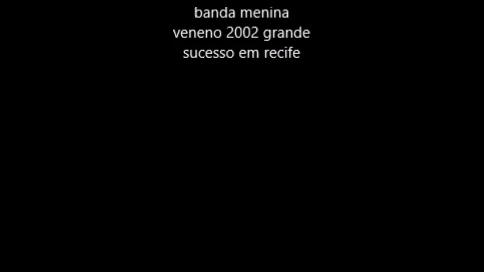 banda menina
veneno 2002 grande
sucesso em recife